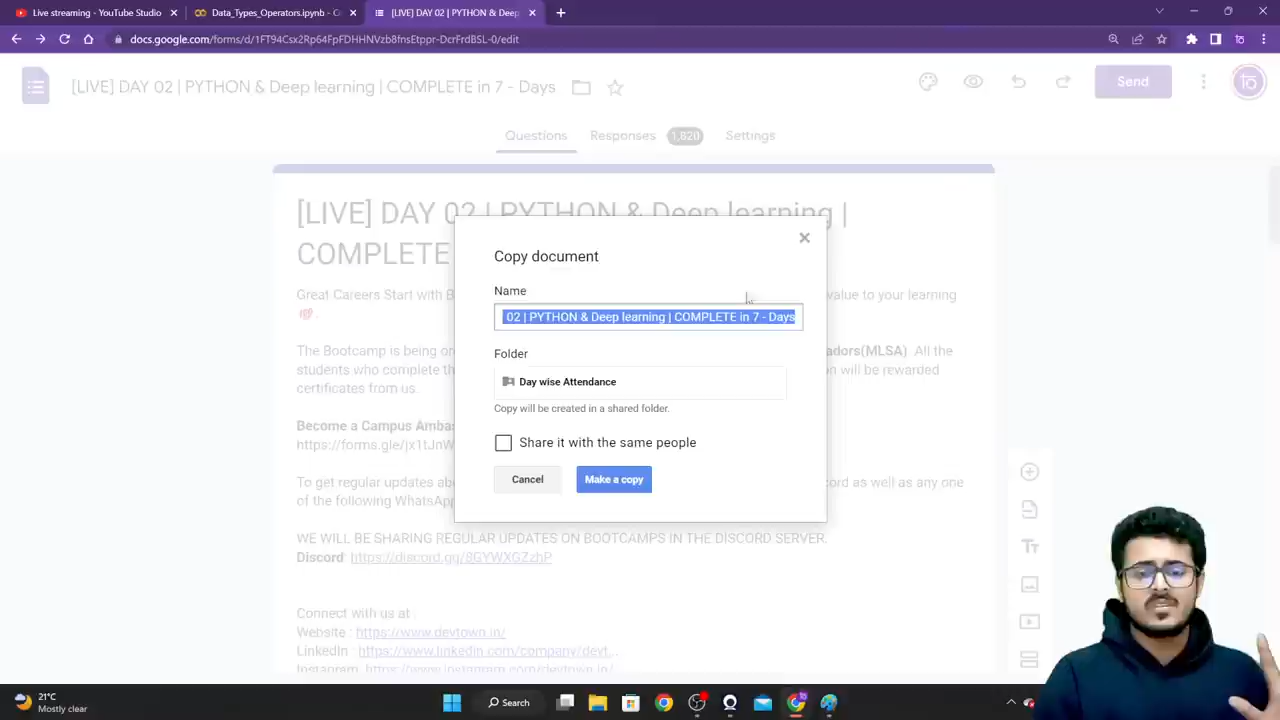 Live streaming - YouTube Studio
Data_Types_Operators.ipynb - C
[LIVE] DAY 02 | PYTHON & Deep l
docs.google.com/forms/d/1FT94Csx2Rp64FpFDHHNVzb8fnsEtppr-DcrFrdBSL-0/edit
[LIVE] DAY 02 | PYTHON & Deep learning | COMPLETE in 7 - Days
Send
Questions
Responses
1,820
Settings
[LIVE] DAY 02 | PYTHON & Deep learning |
COMPLETE
Great Careers Start with B
value to your learning
💯.
The Bootcamp is being or
adors(MLSA) All the
students who complete th
on will be rewarded
certificates from us.
Become a Campus Ambas
https://forms.gle/jx1tJnW
To get regular updates abo
ord as well as any one
of the following WhatsApp
WE WILL BE SHARING REGULAR UPDATES ON BOOTCAMPS IN THE DISCORD SERVER.
Discord: https://discord.gg/8GYWXGZzhP
Connect with us at
Website : https://www.devtown.in/
LinkedIn : https://www.linkedin.com/company/devt...
Instagram https://www.instagram.com/devtown.in/...
Copy document
Name
02 | PYTHON & Deep learning | COMPLETE in 7 - Days
Folder
Day wise Attendance
Copy will be created in a shared folder.
Share it with the same people
Cancel
Make a copy
21°C
Mostly clear
Search